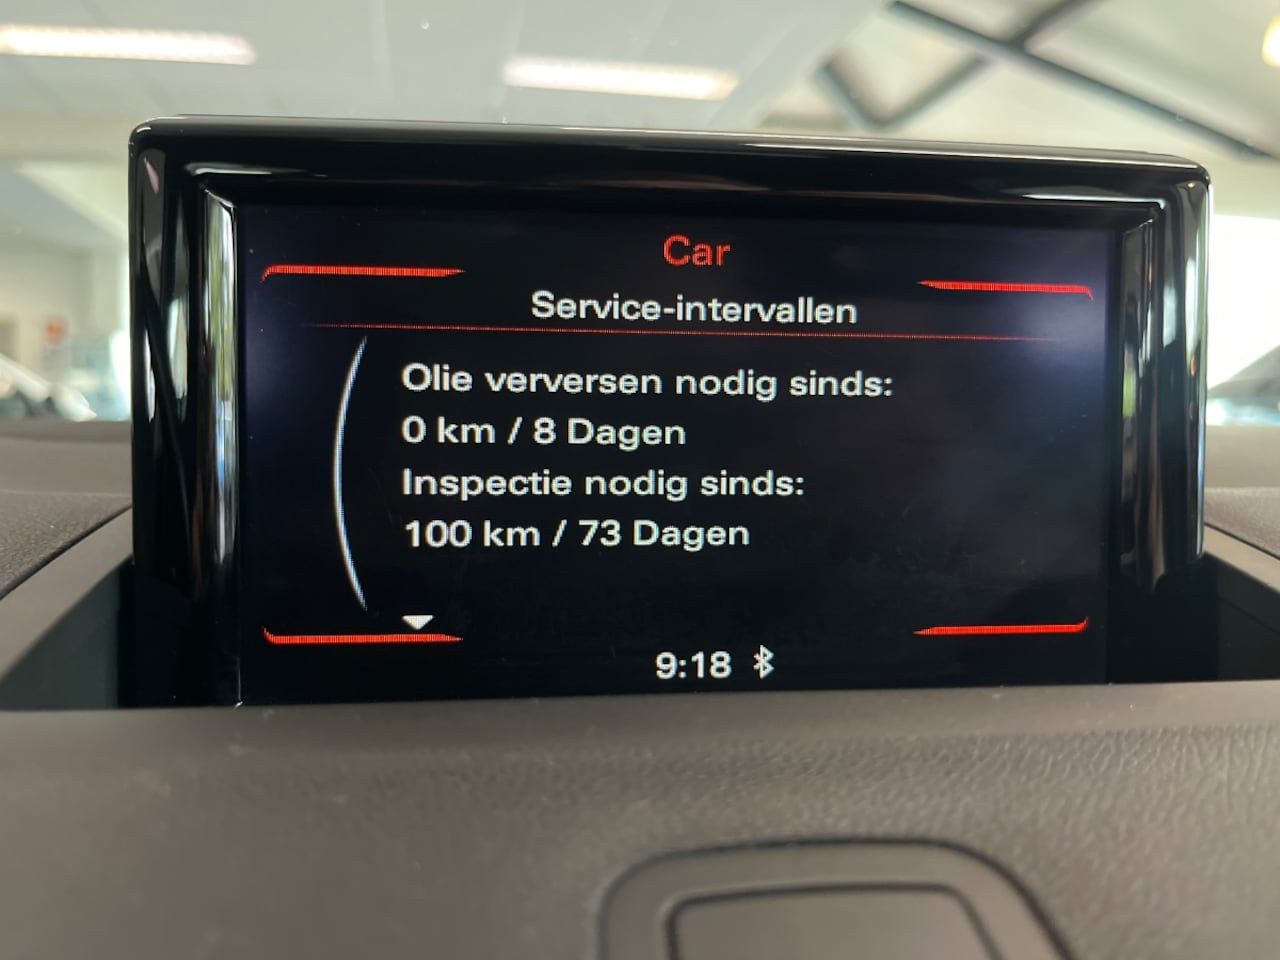 Car
Service-intervallen
Olie verversen nodig sinds:
0 km / 8 Dagen
Inspectie nodig sinds:
100 km / 73 Dagen
9:18